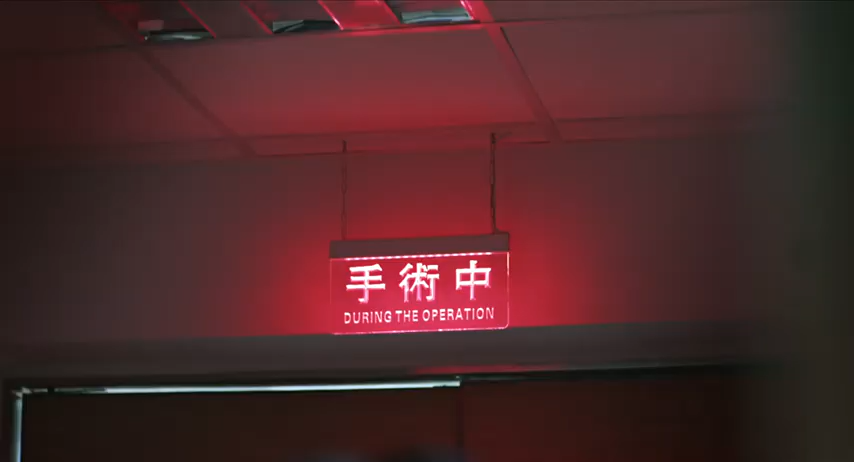 手術中
DURING THE OPERATION